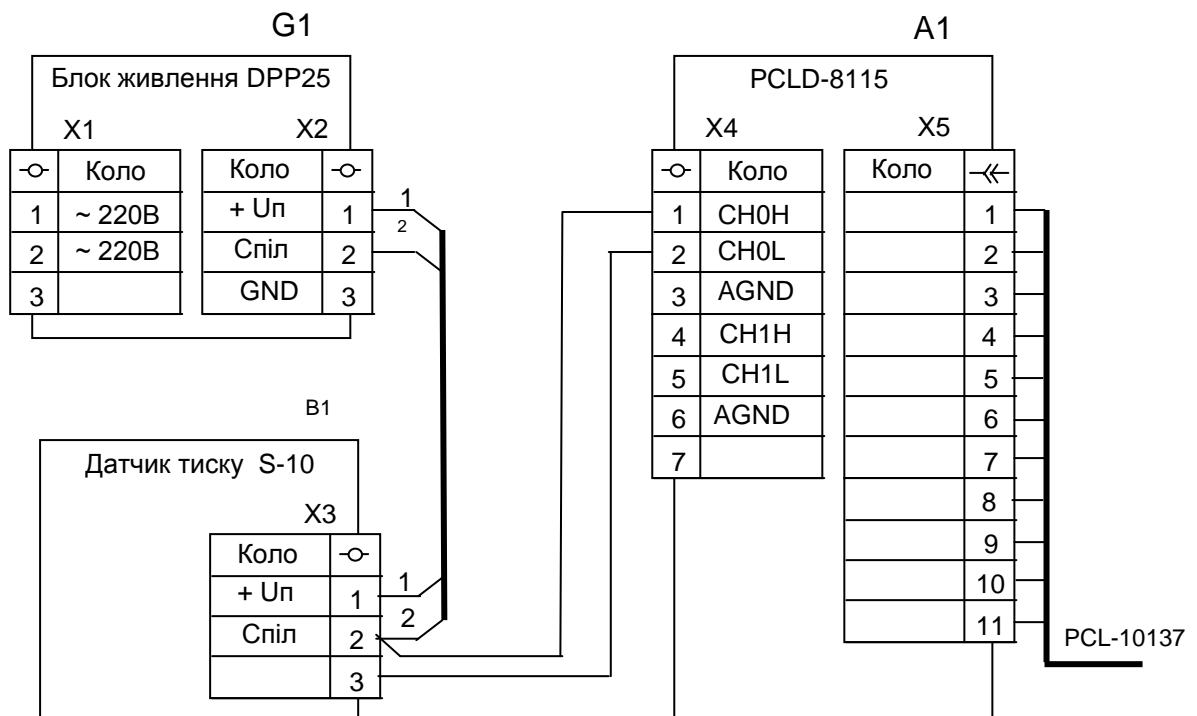 G1
Блок живлення DPP25
X1 X2
Коло Коло
1 ~ 220В + Uп 1 1
2
2 ~ 220В Спіл 2
3 GND 3
B1
Датчик тиску S-10
X3
Коло
+ Uп 1 1
Спіл 2 2
3
A1
PCLD-8115
X4 X5
Коло Коло
1 CH0H 1
2 CH0L 2
3 AGND 3
4 CH1H 4
5 CH1L 5
6 AGND 6
7 7
8
9
10
11
PCL-10137